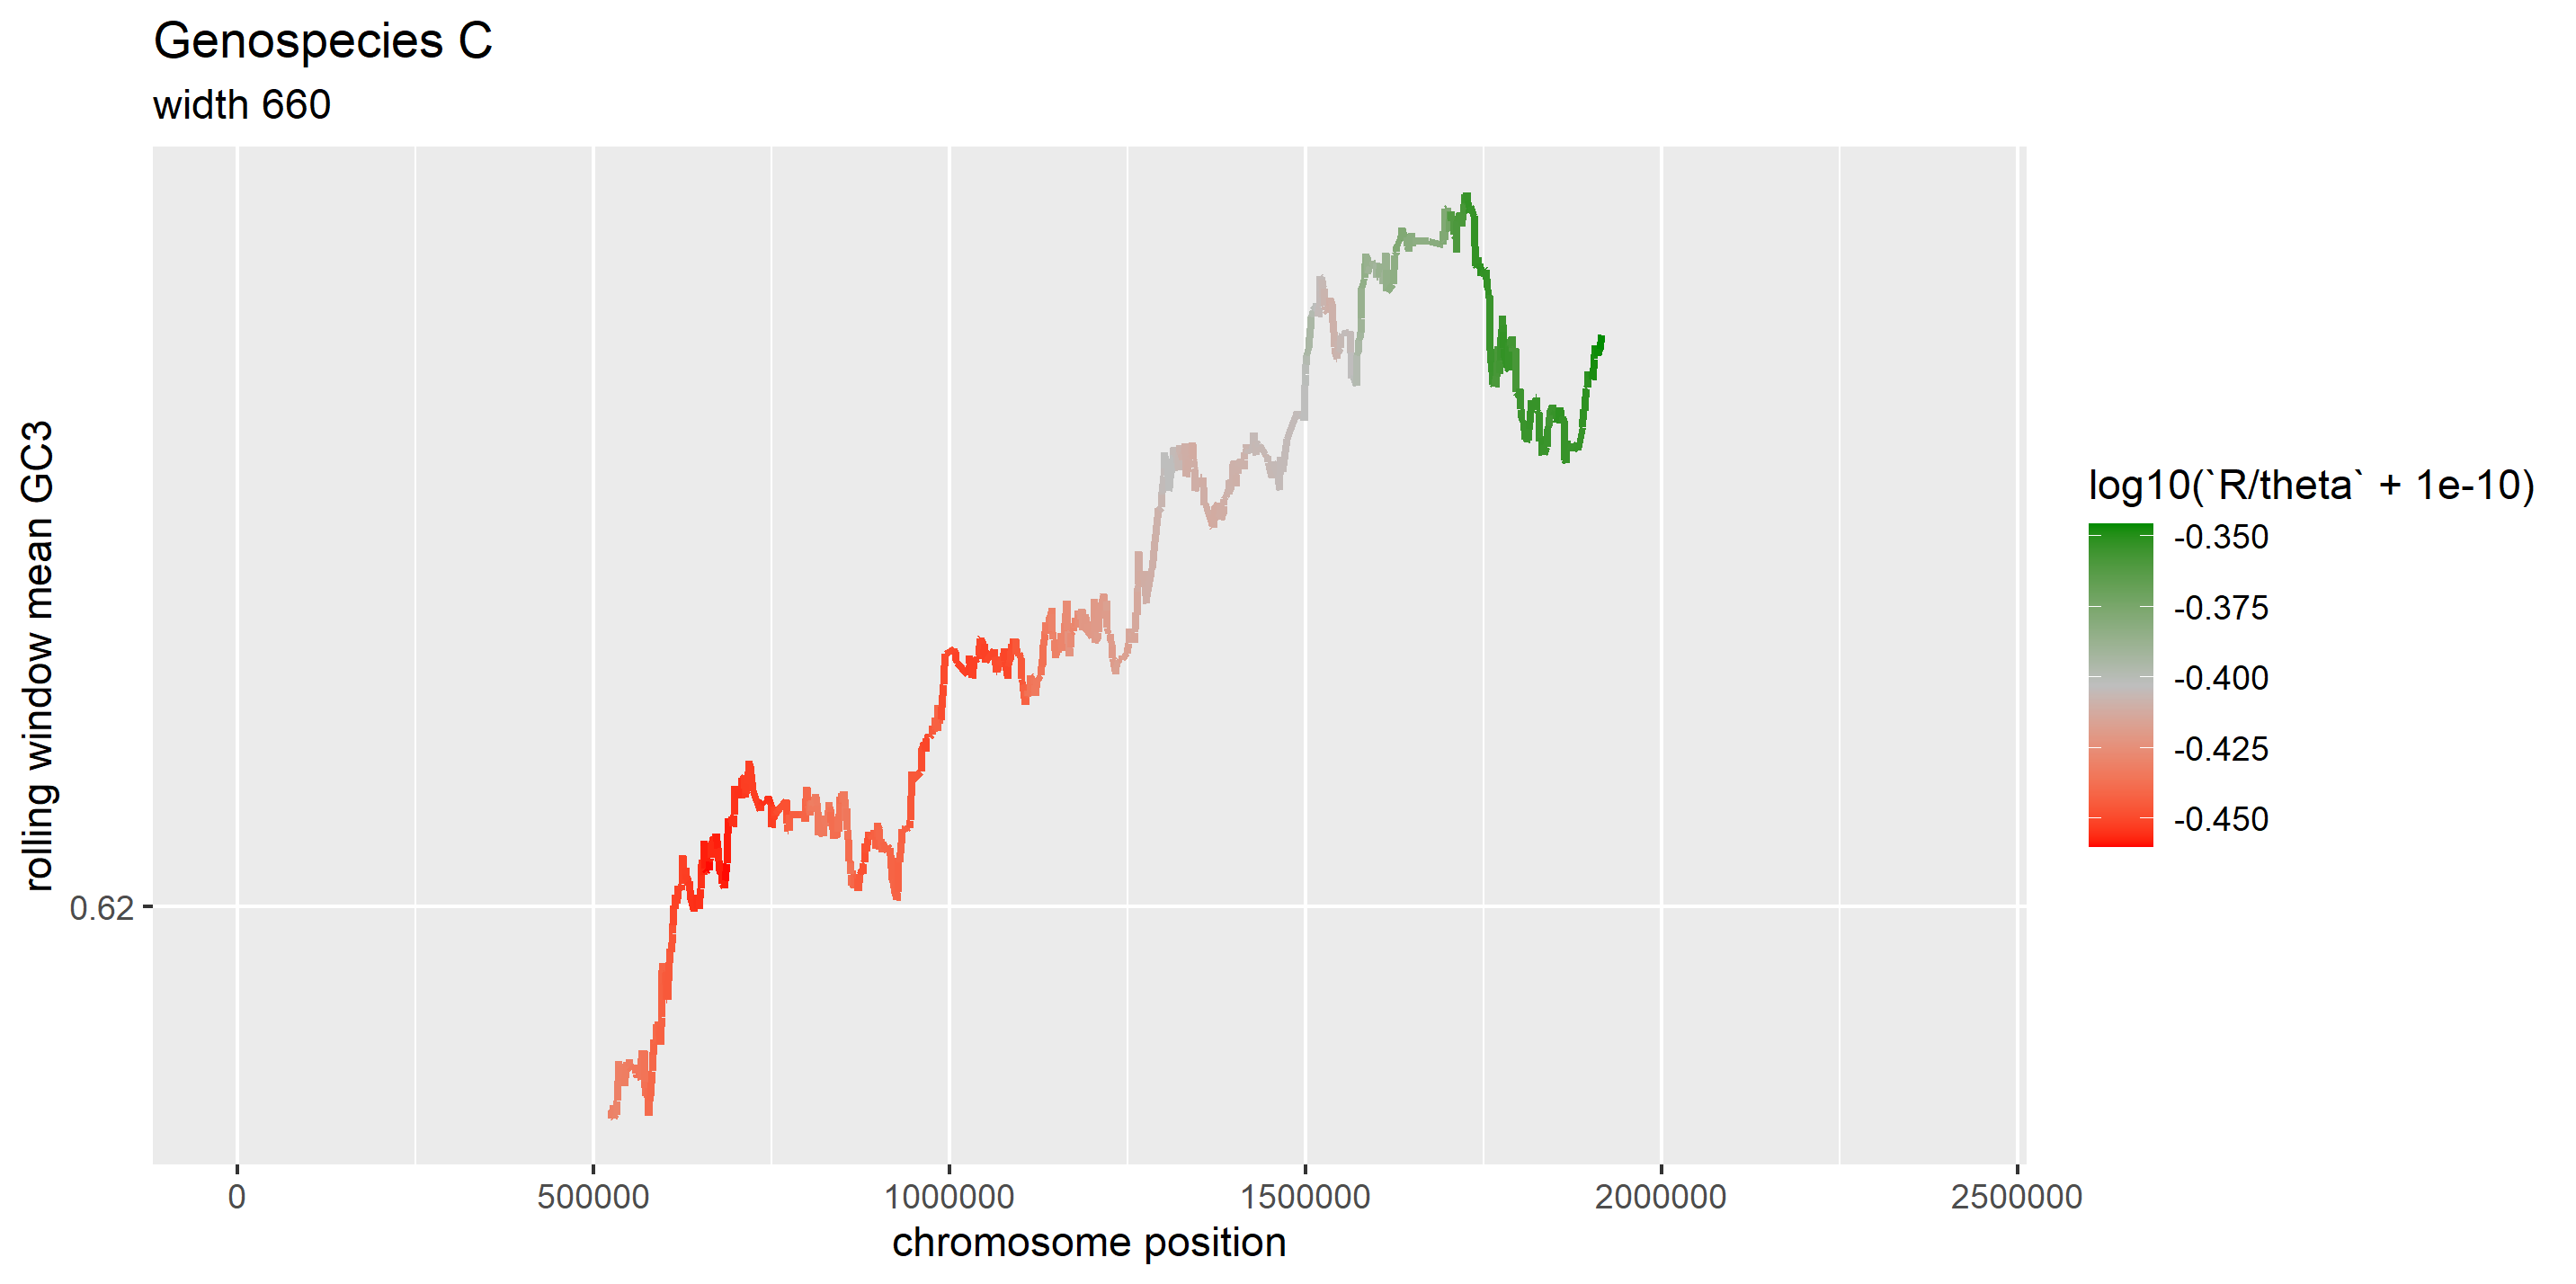 Genospecies C
width 660
rolling window mean GC3
0.62
0
500000
1000000
1500000
2000000
2500000
chromosome position
log10(`R/theta` + 1e-10)
-0.350
-0.375
-0.400
-0.425
-0.450